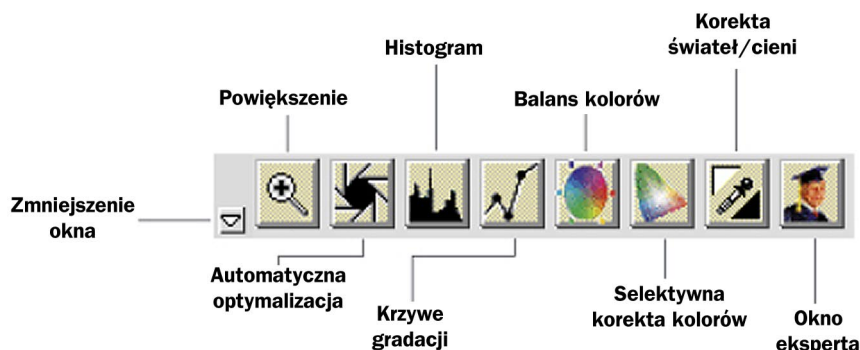 Korekta
świateł/cieni
Histogram
Powiększenie
Balans kolorów
Zmniejszenie
okna
Automatyczna
optymalizacja
Krzywe
gradacji
Selektywna
korekta kolorów
Okno
eksperta